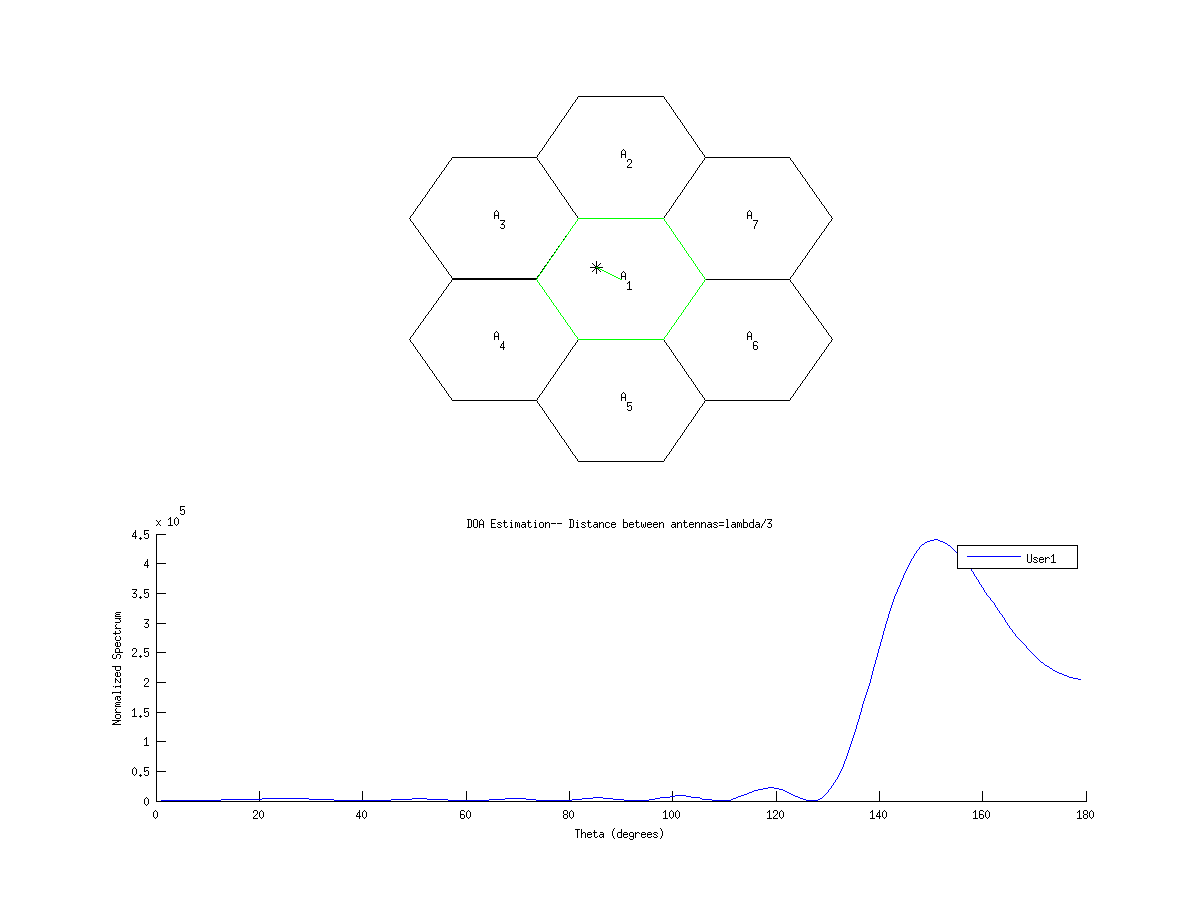 A2
A3
A7
A1
A4
A6
A5
DOA Estimation-- Distance between antennas=lambda/3
x 10^5
4.5
4
3.5
3
2.5
2
1.5
1
0.5
0
Normalized Spectrum
User1
0 20 40 60 80 100 120 140 160 180
Theta (degrees)